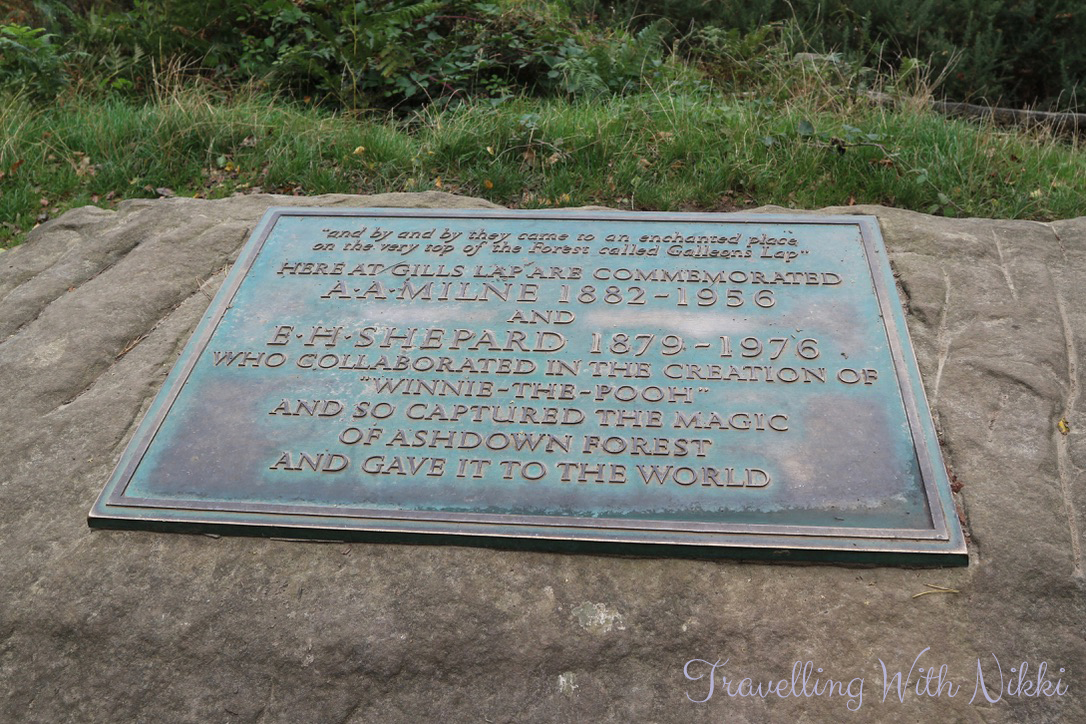 "and by and by they came to an enchanted place
on the very top of the Forest called Galleons Lap"
HERE AT GILLS LAP ARE COMMEMORATED
A·A·MILNE 1882-1956
AND
E·H·SHEPARD 1879-1976
WHO COLLABORATED IN THE CREATION OF
"WINNIE-THE-POOH"
AND SO CAPTURED THE MAGIC
OF ASHDOWN FOREST
AND GAVE IT TO THE WORLD
Travelling With Nikki